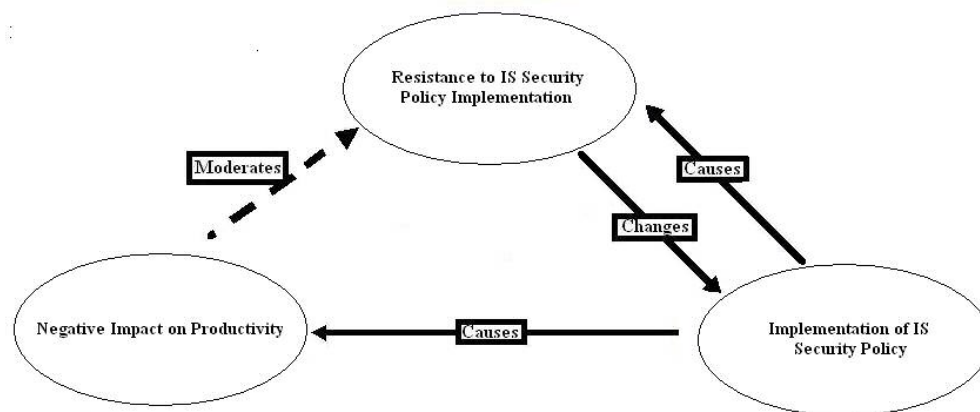 Resistance to IS Security
Policy Implementation
Moderates
Causes
Changes
Negative Impact on Productivity
Causes
Implementation of IS
Security Policy